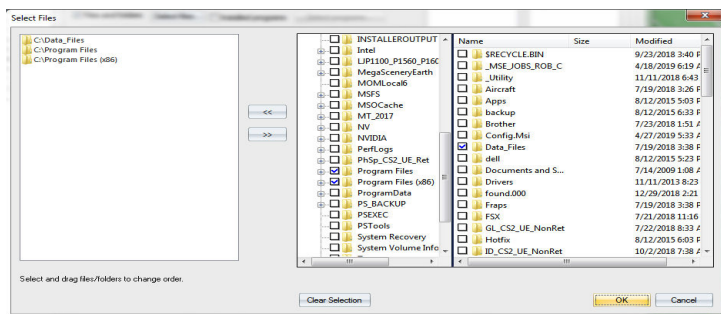 Select Files
C:\Data_Files
C:\Program Files
C:\Program Files (x86)
<<
>>
INSTALLEROUTPUT
Intel
LJP1100_P1560_P160
MegaSceneryEarth
MOMLocal6
MSFS
MSOCache
MT_2017
NV
NVIDIA
PerfLogs
PhSp_CS2_UE_Ret
Program Files
Program Files (x86)
ProgramData
PS_BACKUP
PSEXEC
PSTools
System Recovery
System Volume Info
Name Size Modified
$RECYCLE.BIN 9/23/2018 3:40 P
_MSE_JOBS_ROB_C 4/18/2019 6:19 A
_Utility 11/11/2018 6:43
Aircraft 7/19/2018 3:26 P
Apps 8/12/2015 5:03 P
backup 8/12/2015 6:33 P
Brother 7/23/2018 1:51 A
Config.Msi 4/27/2019 5:33 A
Data_Files 7/19/2018 3:38 P
dell 8/12/2015 5:23 P
Documents and S... 7/14/2009 1:08 A
Drivers 11/11/2013 8:23
found.000 12/29/2018 2:21
Fraps 7/19/2018 3:38 P
FSX 7/21/2018 11:16
GL_CS2_UE_NonRet 7/22/2018 8:33 A
Hotfix 8/12/2015 6:03 P
ID_CS2_UE_NonRet 10/2/2018 7:38 A
Select and drag files/folders to change order.
Clear Selection
OK
Cancel